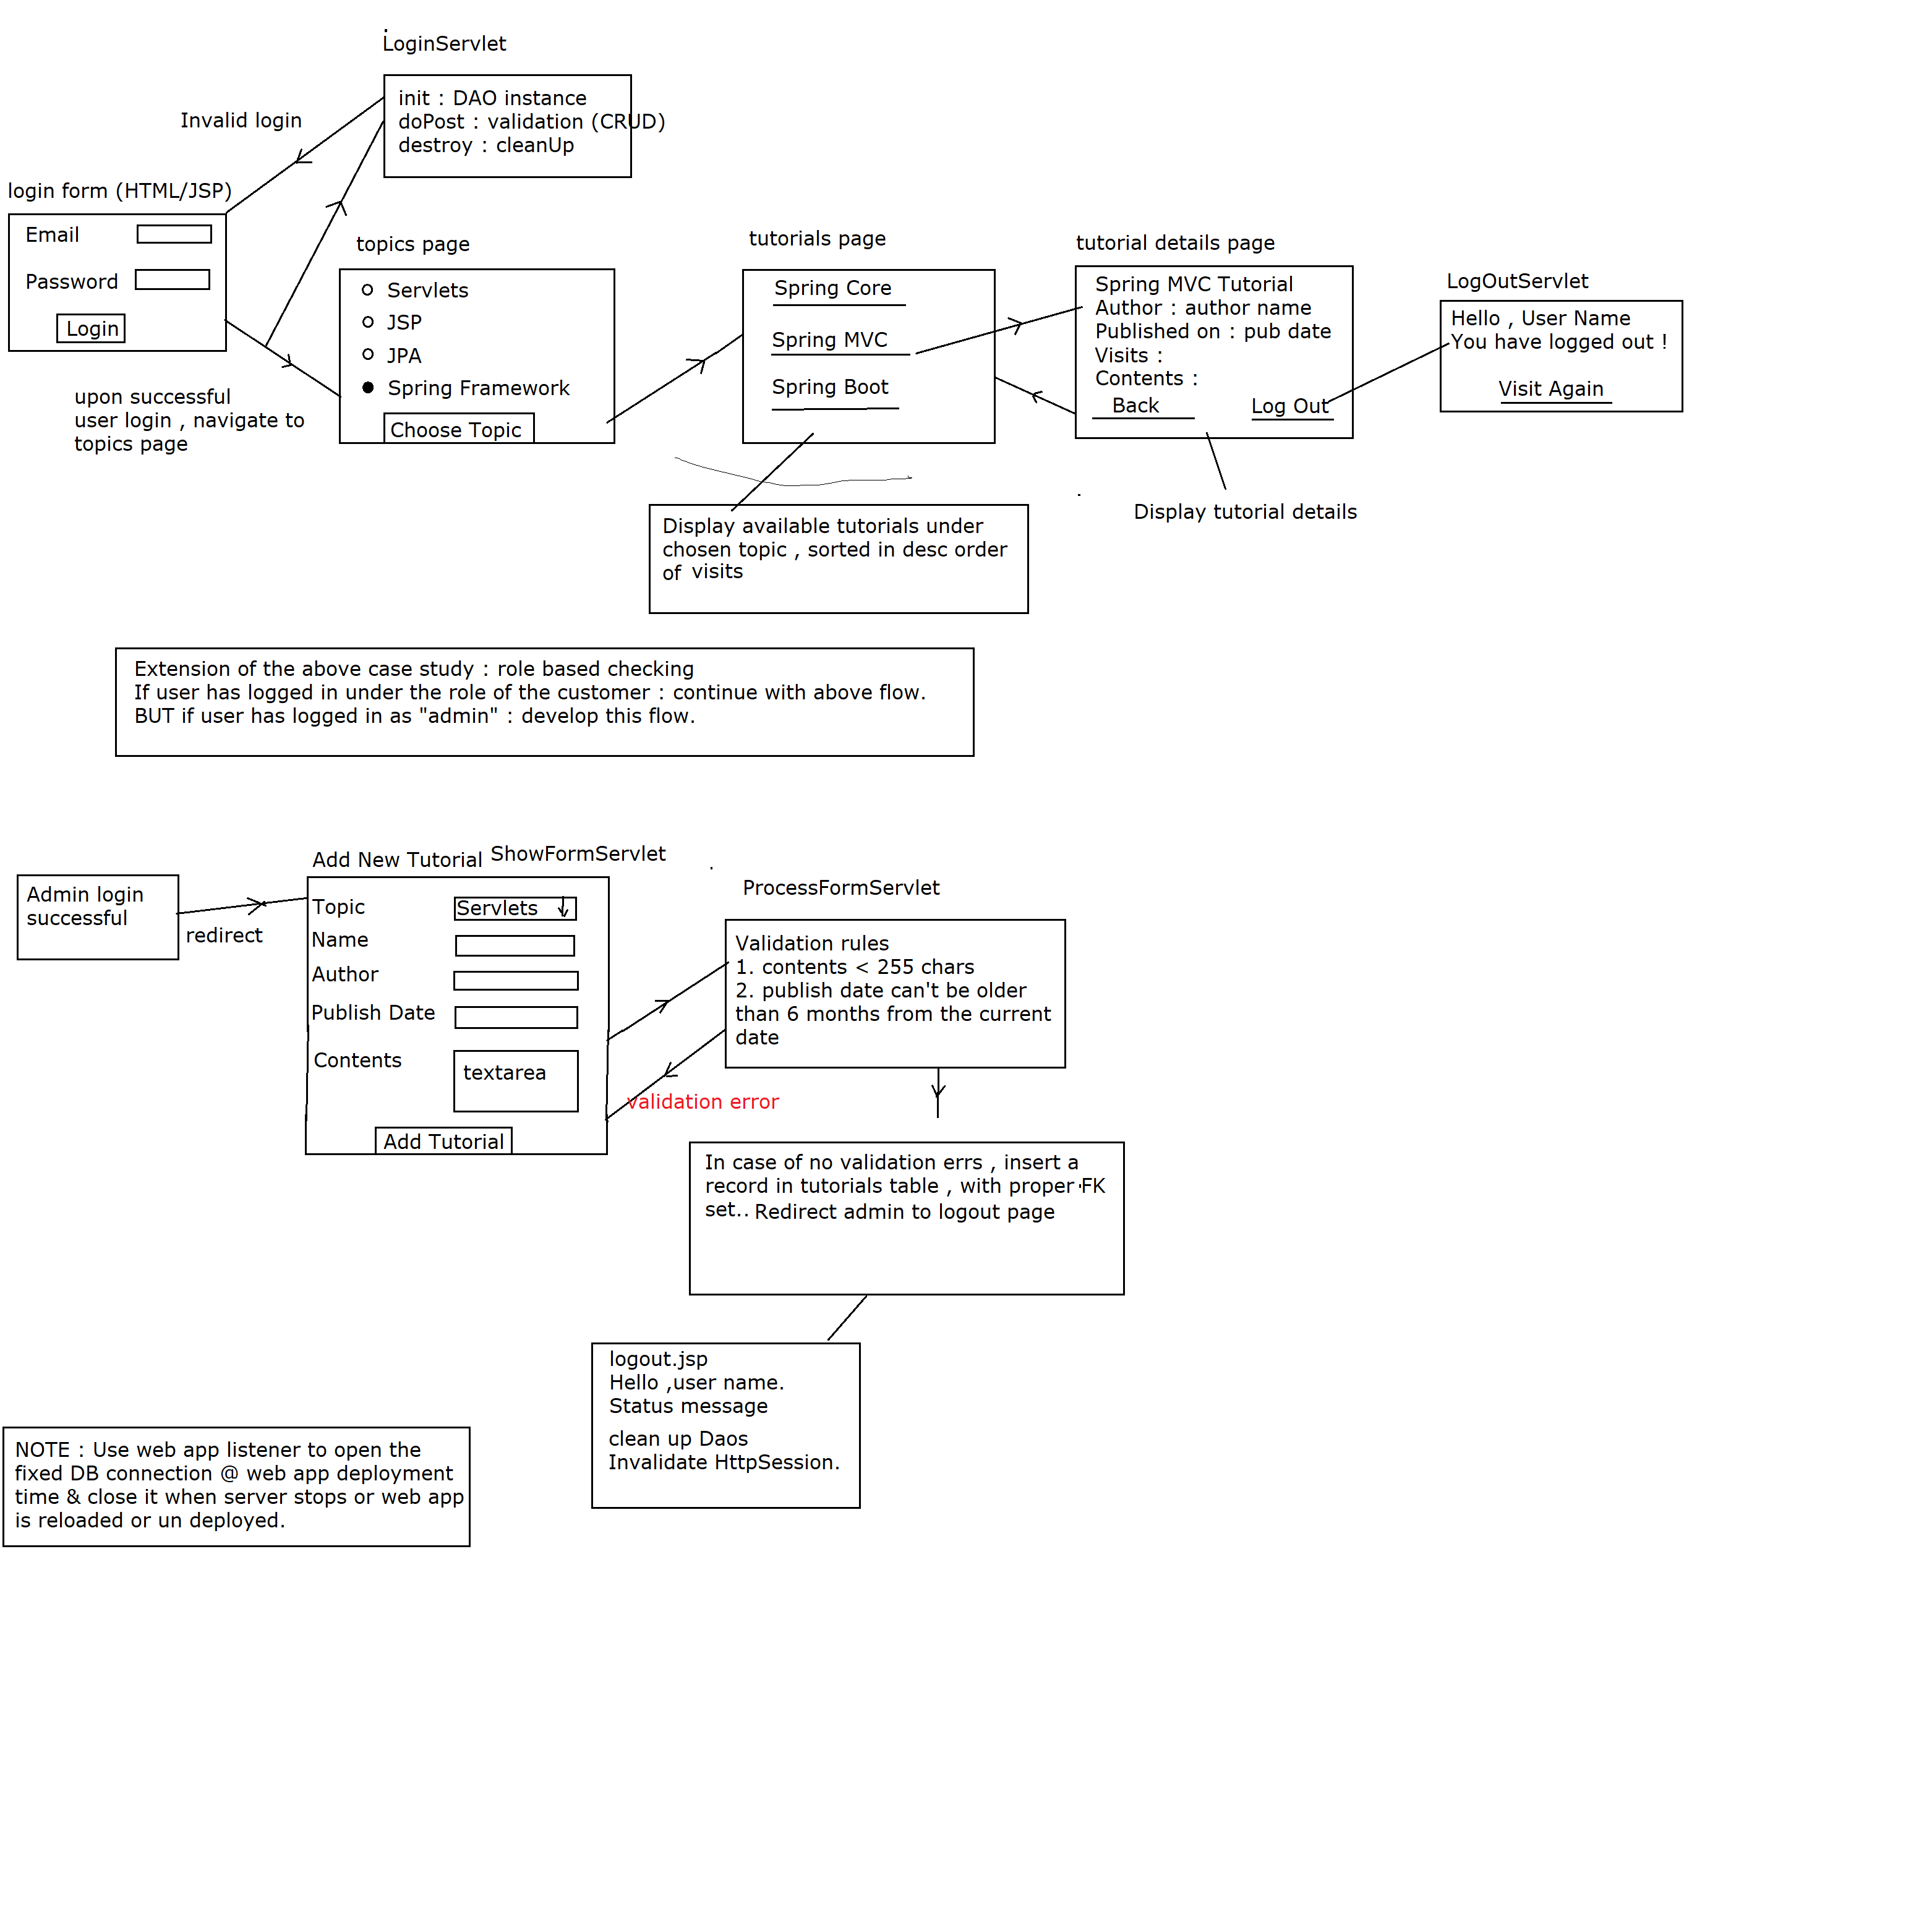 LoginServlet
init : DAO instance
doPost : validation (CRUD)
destroy : cleanUp
Invalid login
login form (HTML/JSP)
Email
Password
Login
upon successful
user login , navigate to
topics page
topics page
Servlets
JSP
JPA
Spring Framework
Choose Topic
tutorials page
Spring Core
Spring MVC
Spring Boot
tutorial details page
Spring MVC Tutorial
Author : author name
Published on : pub date
Visits :
Contents :
Back
Log Out
LogOutServlet
Hello , User Name
You have logged out !
Visit Again
Display available tutorials under
chosen topic , sorted in desc order
of visits
Display tutorial details
Extension of the above case study : role based checking
If user has logged in under the role of the customer : continue with above flow.
BUT if user has logged in as "admin" : develop this flow.
Admin login
successful
redirect
Add New Tutorial ShowFormServlet
Topic Servlets
Name
Author
Publish Date
Contents
textarea
Add Tutorial
ProcessFormServlet
Validation rules
1. contents < 255 chars
2. publish date can't be older
than 6 months from the current
date
validation error
In case of no validation errs , insert a
record in tutorials table , with proper FK
set.. Redirect admin to logout page
logout.jsp
Hello ,user name.
Status message
clean up Daos
Invalidate HttpSession.
NOTE : Use web app listener to open the
fixed DB connection @ web app deployment
time & close it when server stops or web app
is reloaded or un deployed.